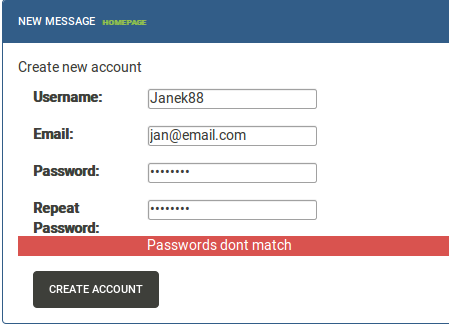 NEW MESSAGE HOMEPAGE
Create new account
Username: Janek88
Email: jan@email.com
Password: ••••••••
Repeat ••••••••
Password:
Passwords dont match
CREATE ACCOUNT